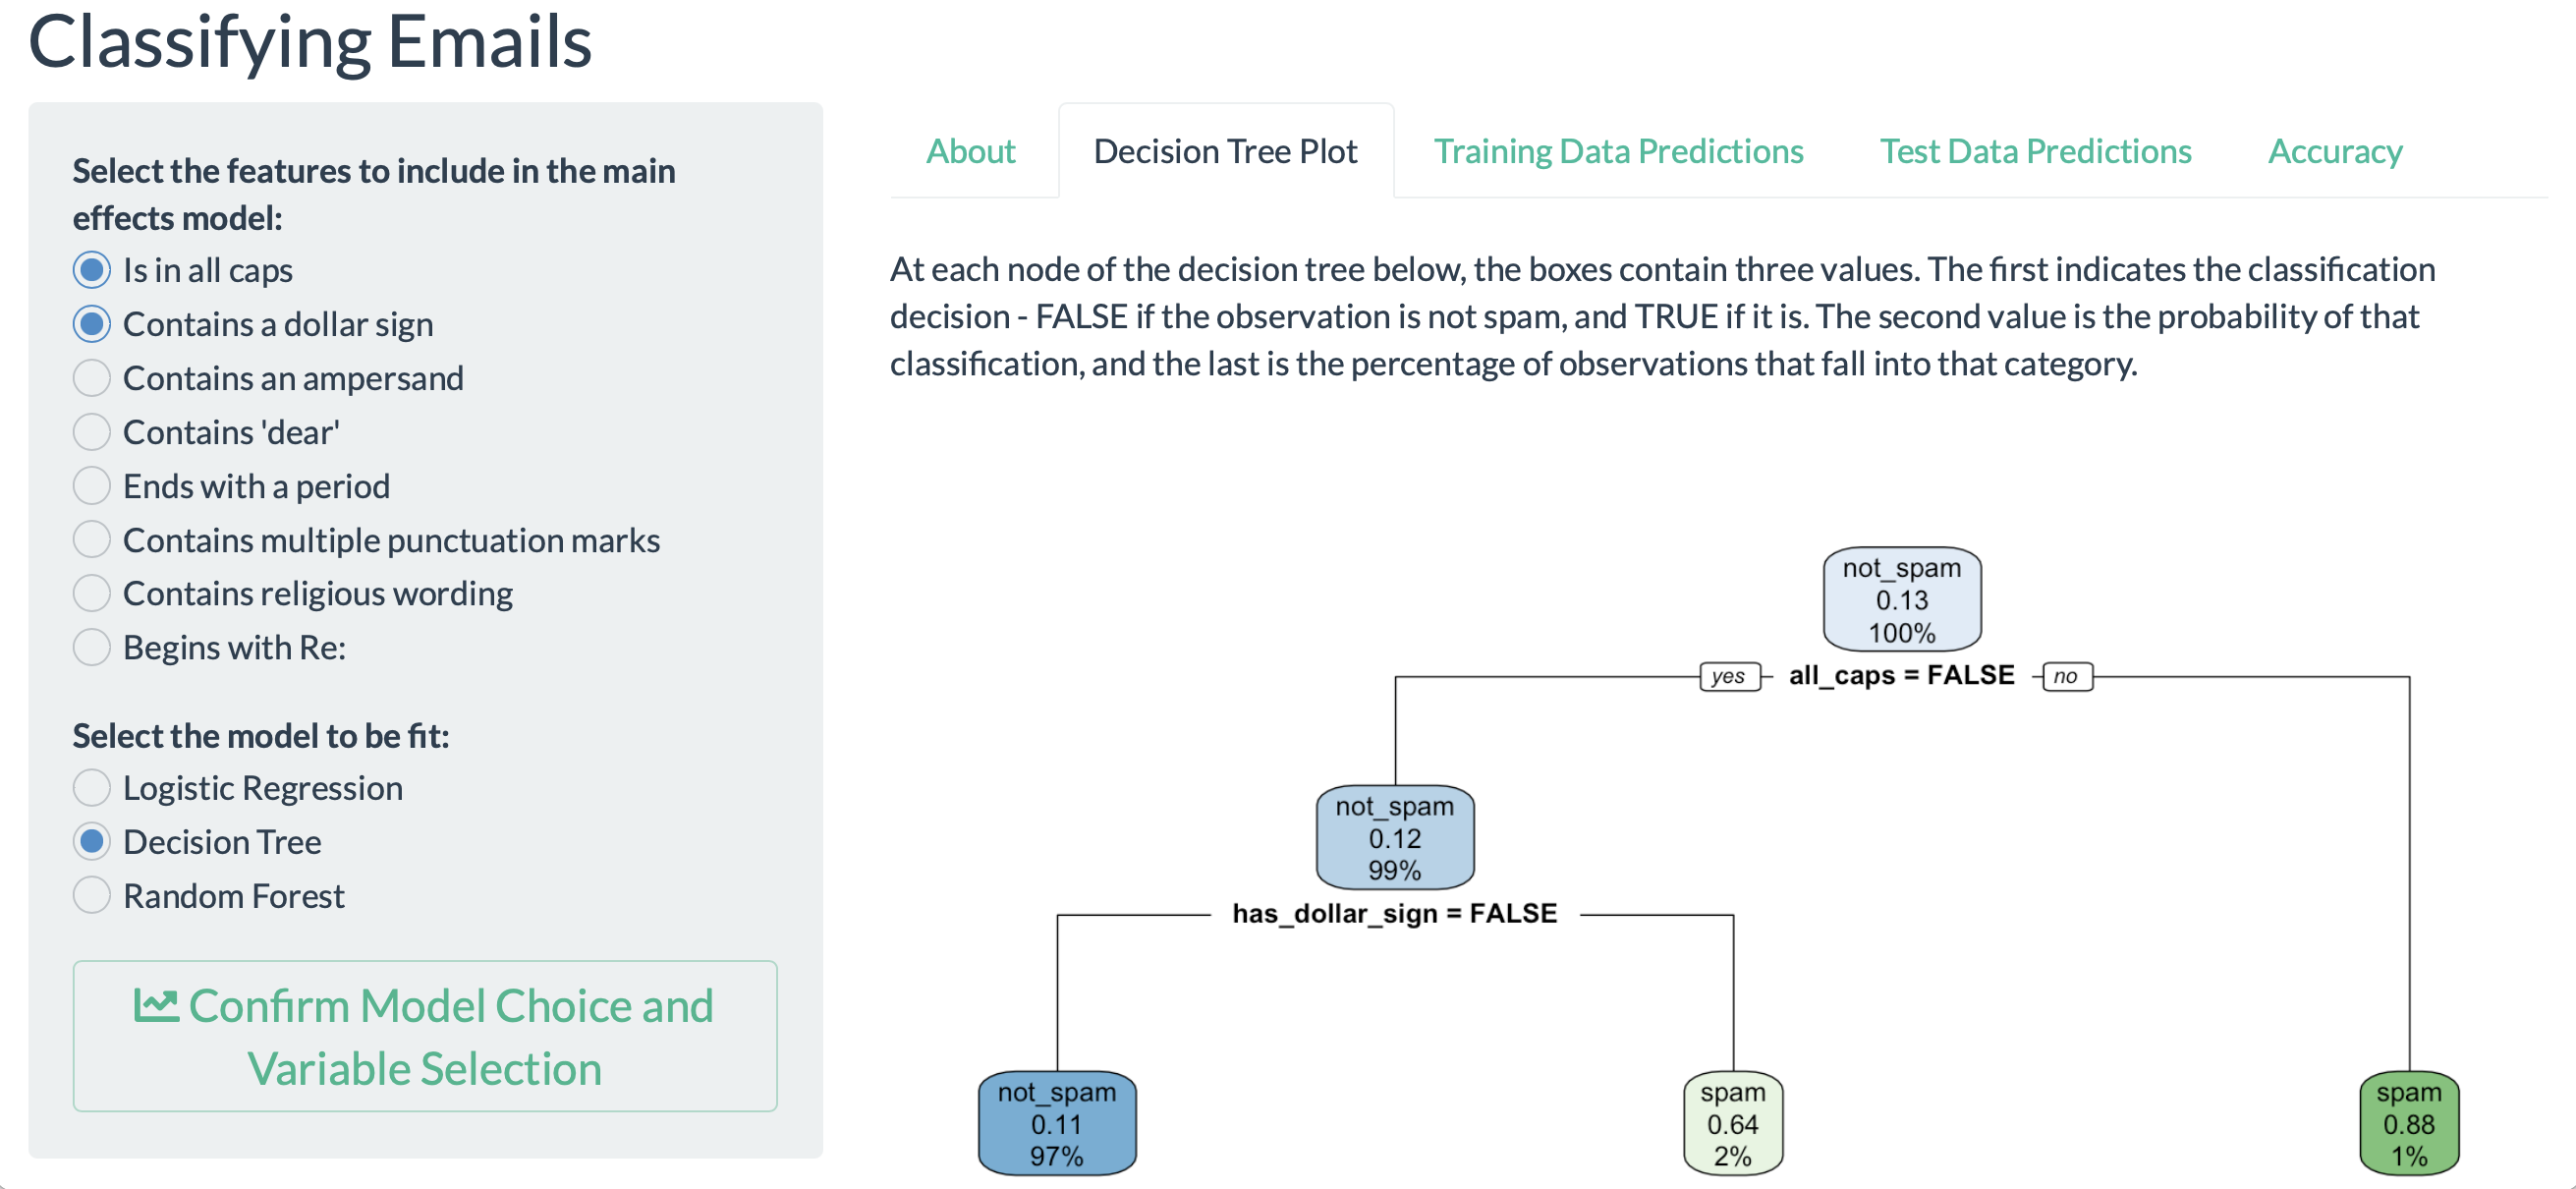 Classifying Emails
Select the features to include in the main
effects model:
Is in all caps
Contains a dollar sign
Contains an ampersand
Contains 'dear'
Ends with a period
Contains multiple punctuation marks
Contains religious wording
Begins with Re:
Select the model to be fit:
Logistic Regression
Decision Tree
Random Forest
Confirm Model Choice and
Variable Selection
About Decision Tree Plot Training Data Predictions Test Data Predictions Accuracy
At each node of the decision tree below, the boxes contain three values. The first indicates the classification
decision - FALSE if the observation is not spam, and TRUE if it is. The second value is the probability of that
classification, and the last is the percentage of observations that fall into that category.
not_spam
0.13
100%
yes all_caps = FALSE no
not_spam
0.12
99%
has_dollar_sign = FALSE
not_spam
0.11
97%
spam
0.64
2%
spam
0.88
1%